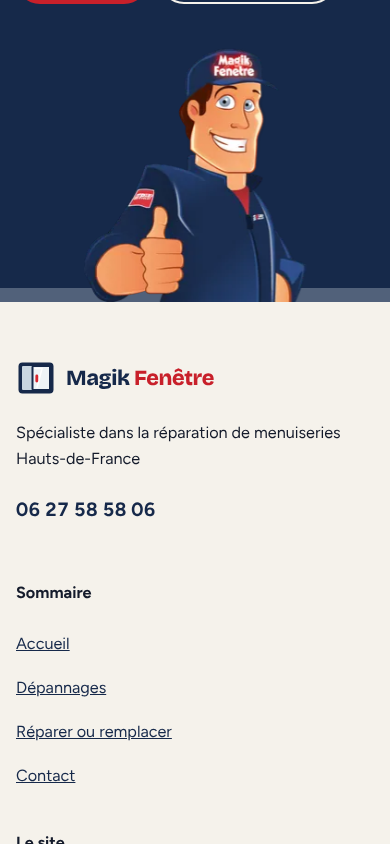 Magik
Fenêtre
Magik Fenêtre
Spécialiste dans la réparation de menuiseries
Hauts-de-France
06 27 58 58 06
Sommaire
Accueil
Dépannages
Réparer ou remplacer
Contact
Le site